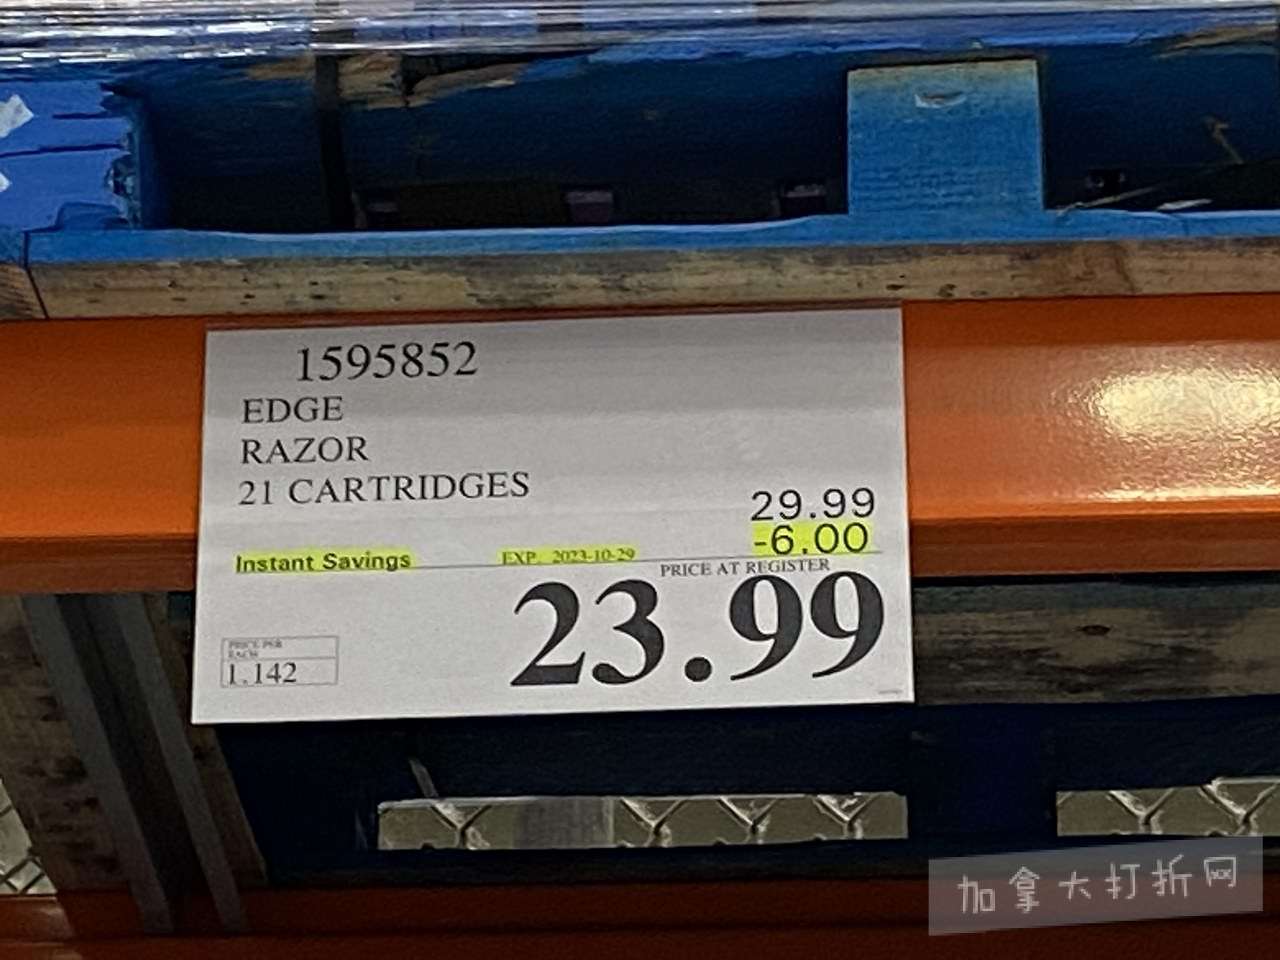 1595852
EDGE
RAZOR
21 CARTRIDGES
29.99
-6.00
Instant Savings EXP. 2023-10-29
PRICE AT REGISTER
23.99
PRICE PER
EACH
1.142
加拿大打折网